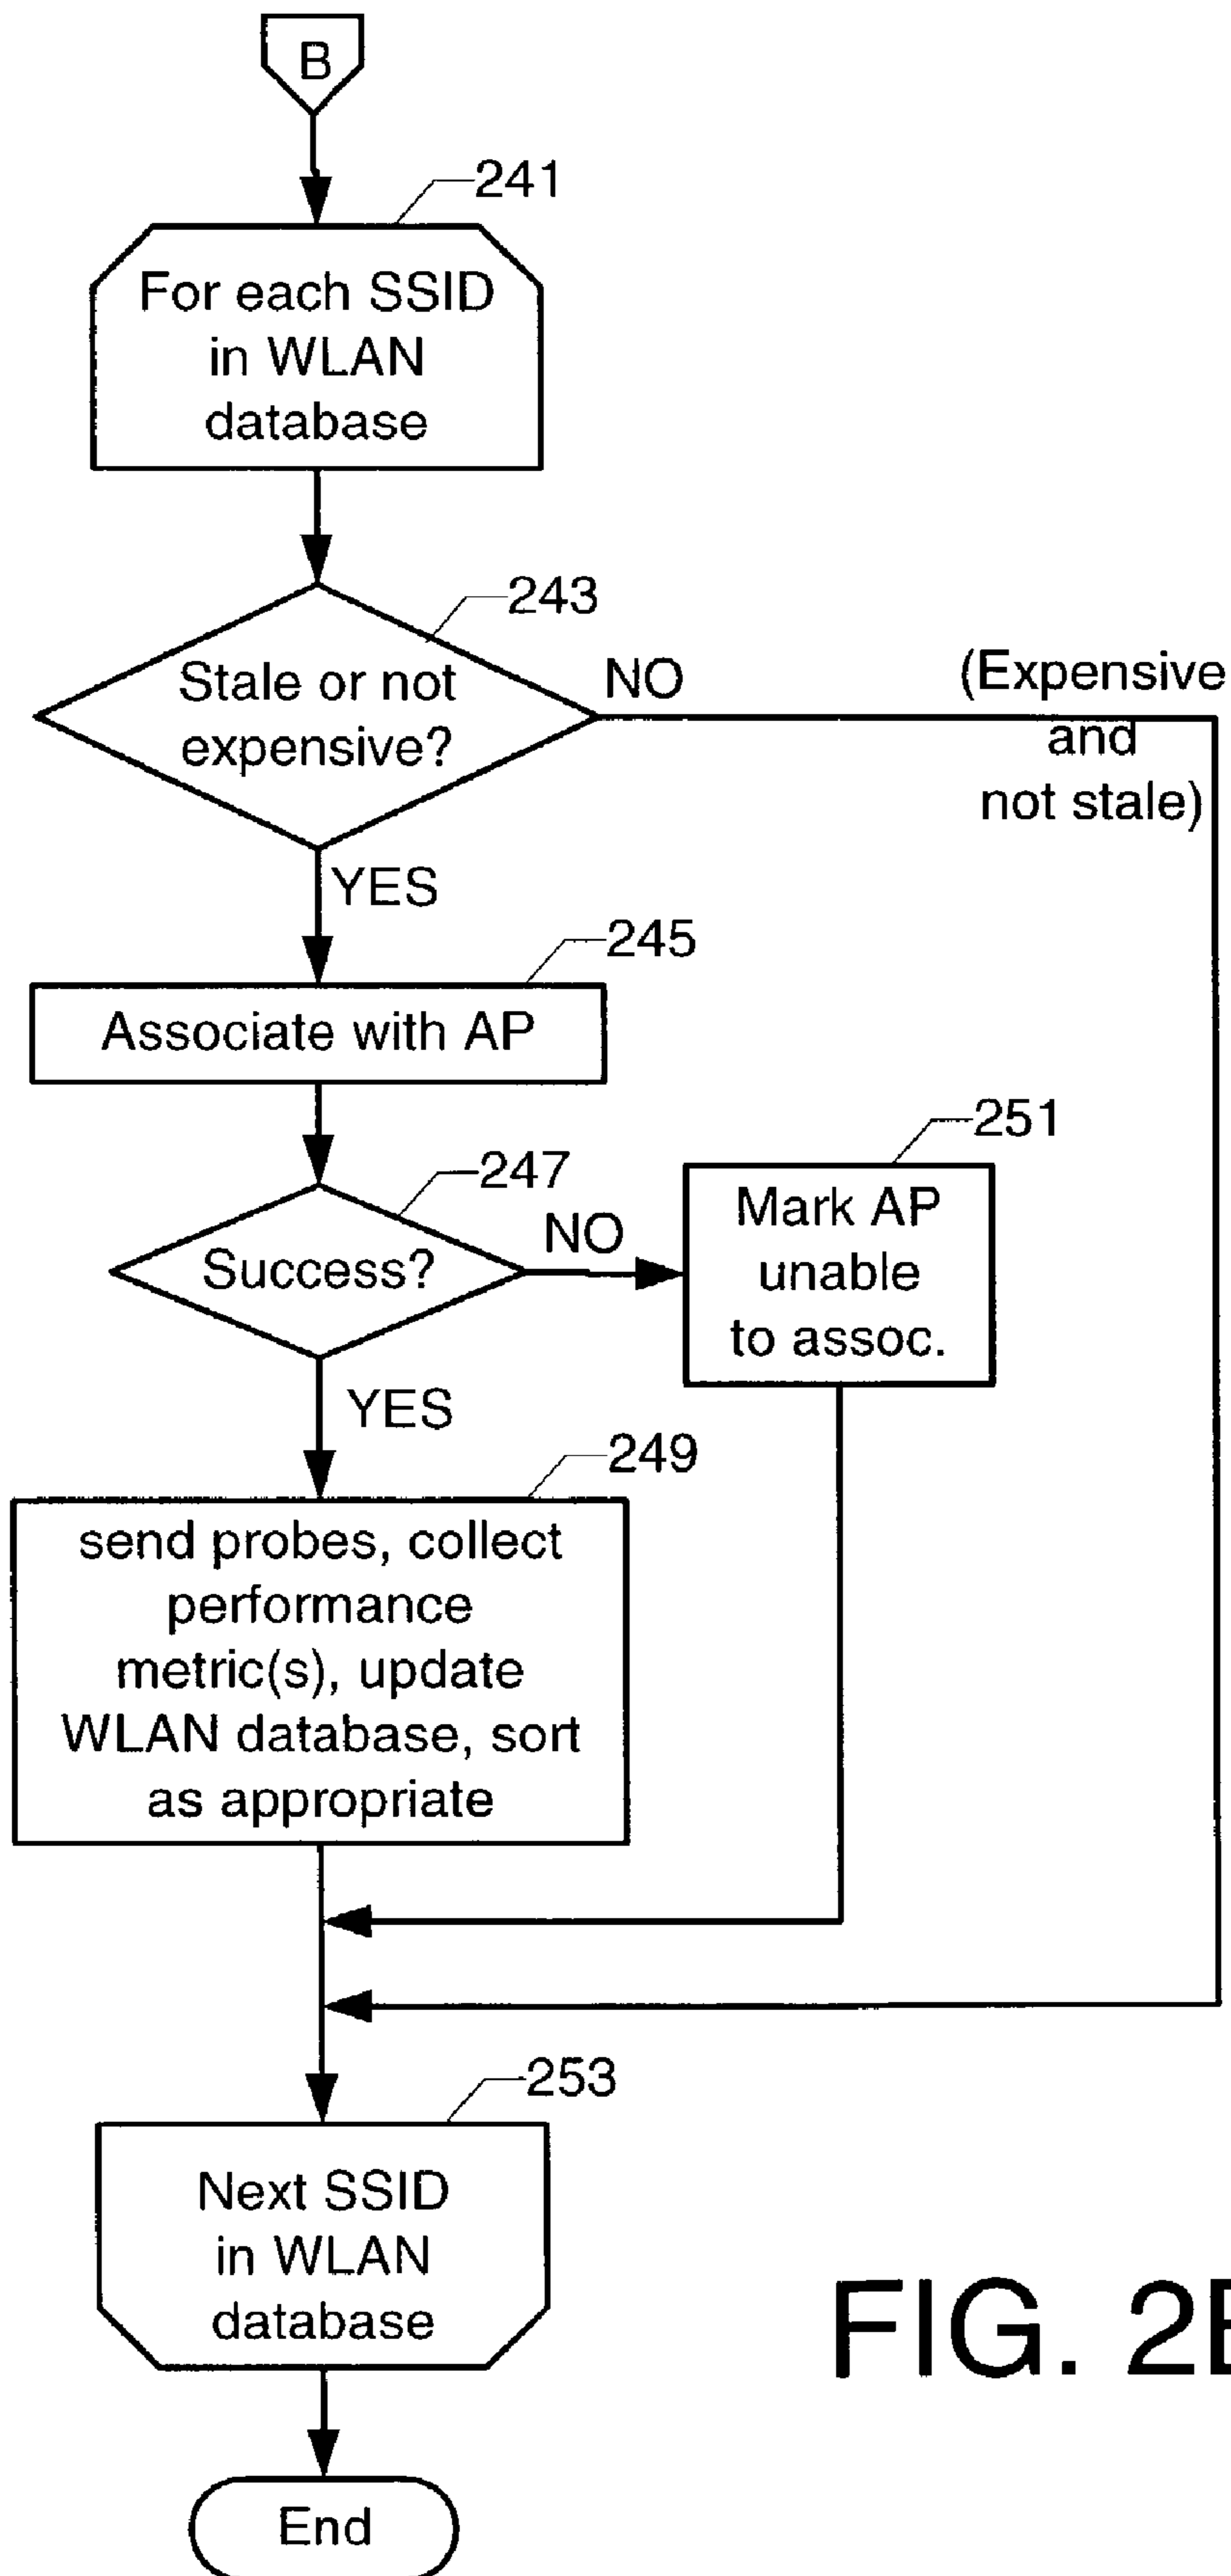 B
241
For each SSID
in WLAN
database
243
Stale or not
expensive?
NO
(Expensive
and
not stale)
YES
245
Associate with AP
247
Success?
NO
251
Mark AP
unable
to assoc.
YES
249
send probes, collect
performance
metric(s), update
WLAN database, sort
as appropriate
253
Next SSID
in WLAN
database
FIG.
End